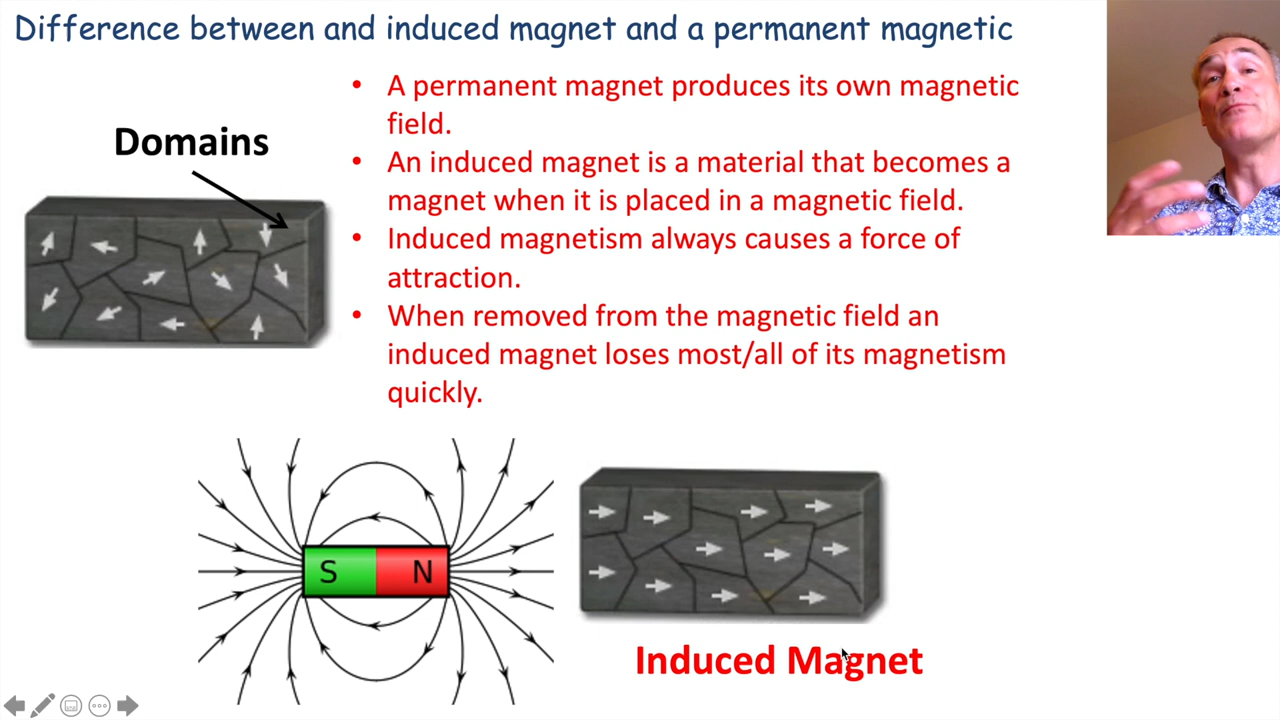 Difference between and induced magnet and a permanent magnetic
Domains
• A permanent magnet produces its own magnetic
field.
• An induced magnet is a material that becomes a
magnet when it is placed in a magnetic field.
• Induced magnetism always causes a force of
attraction.
• When removed from the magnetic field an
induced magnet loses most/all of its magnetism
quickly.
S N
Induced Magnet